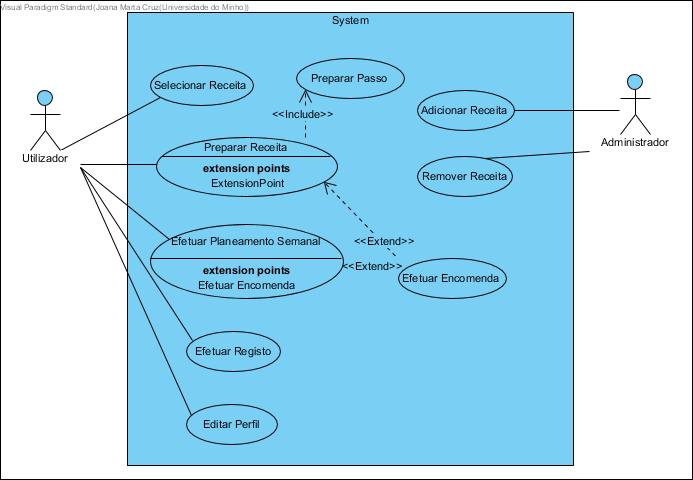 Visual Paradigm Standard(Joana Marta Cruz(Universidade do Minho))
System
Selecionar Receita
Preparar Passo
Adicionar Receita
<<Include>>
Utilizador
Administrador
Preparar Receita
extension points
ExtensionPoint
Remover Receita
Efetuar Planeamento Semanal
extension points
Efetuar Encomenda
<<Extend>>
<<Extend>>
Efetuar Encomenda
Efetuar Registo
Editar Perfil